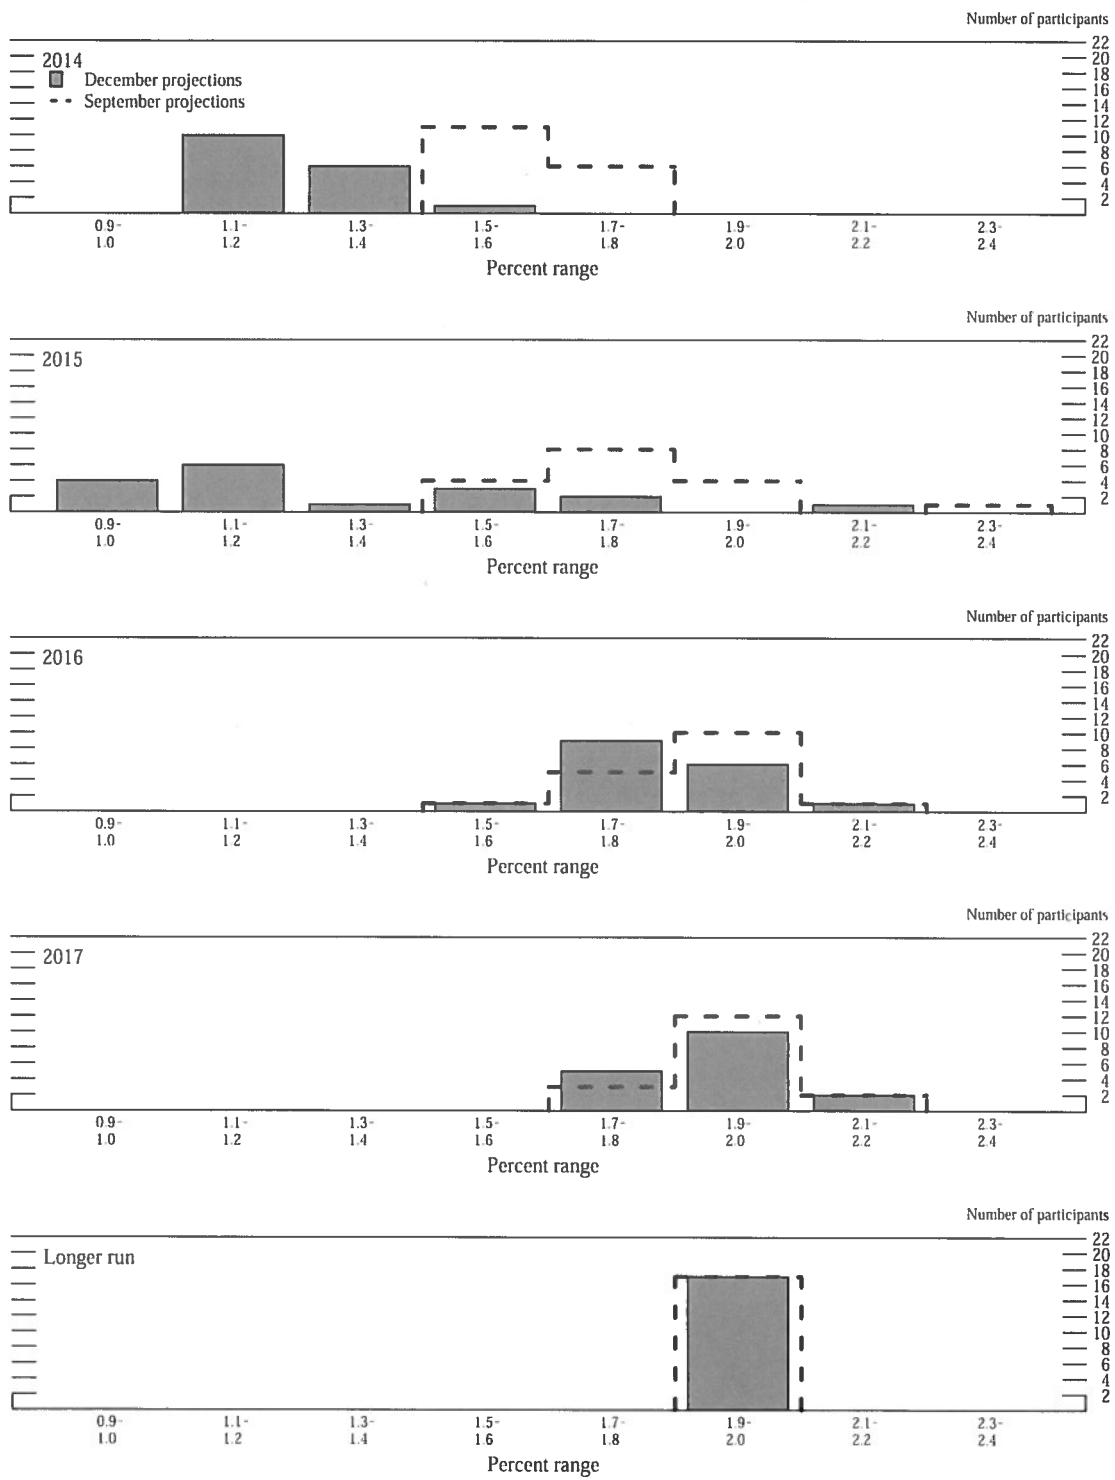 Number of participants
2014
December projections
September projections
22
20
18
16
14
12
10
8
6
4
2
0.9- 1.1- 1.3- 1.5- 1.7- 1.9- 2.1- 2.3-
1.0 1.2 1.4 1.6 1.8 2.0 2.2 2.4
Percent range
Number of participants
2015
22
20
18
16
14
12
10
8
6
4
2
0.9- 1.1- 1.3- 1.5- 1.7- 1.9- 2.1- 2.3-
1.0 1.2 1.4 1.6 1.8 2.0 2.2 2.4
Percent range
Number of participants
2016
22
20
18
16
14
12
10
8
6
4
2
0.9- 1.1- 1.3- 1.5- 1.7- 1.9- 2.1- 2.3-
1.0 1.2 1.4 1.6 1.8 2.0 2.2 2.4
Percent range
Number of participants
2017
22
20
18
16
14
12
10
8
6
4
2
0.9- 1.1- 1.3- 1.5- 1.7- 1.9- 2.1- 2.3-
1.0 1.2 1.4 1.6 1.8 2.0 2.2 2.4
Percent range
Number of participants
Longer run
22
20
18
16
14
12
10
8
6
4
2
0.9- 1.1- 1.3- 1.5- 1.7- 1.9- 2.1- 2.3-
1.0 1.2 1.4 1.6 1.8 2.0 2.2 2.4
Percent range